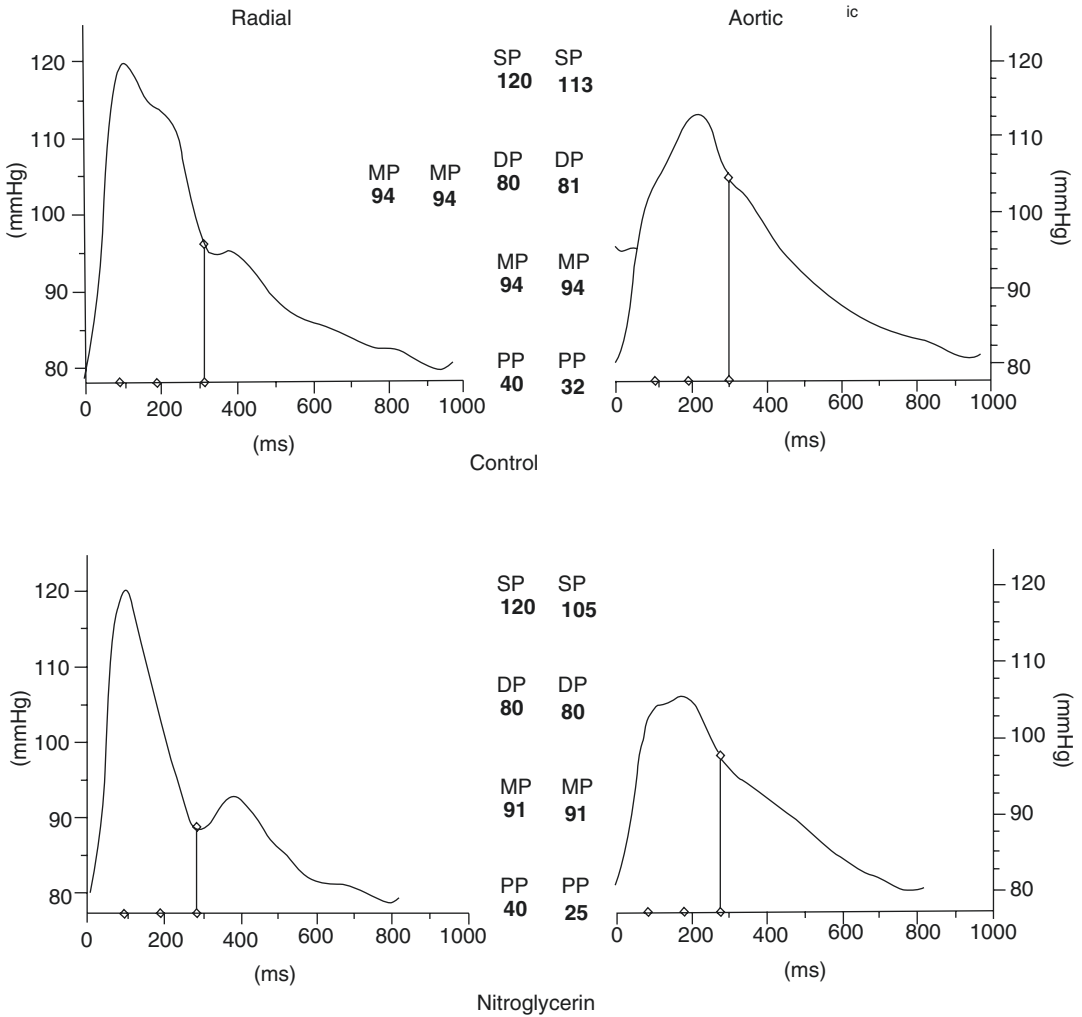 Radial
Aortic
ic
120
110
100
90
80
(mmHg)
0 200 400 600 800 1000
(ms)
SP SP
120 113
MP MP
94 94
DP DP
80 81
MP MP
94 94
PP PP
40 32
120
110
100
90
80
(mmHg)
0 200 400 600 800 1000
(ms)
Control
120
110
100
90
80
(mmHg)
0 200 400 600 800 1000
(ms)
SP SP
120 105
DP DP
80 80
MP MP
91 91
PP PP
40 25
120
110
100
90
80
(mmHg)
0 200 400 600 800 1000
(ms)
Nitroglycerin